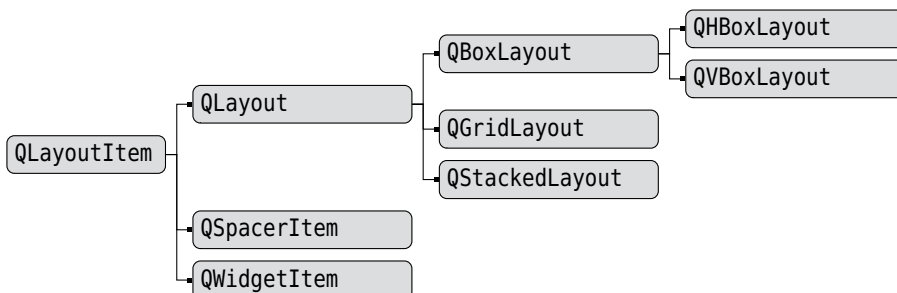 QHBoxLayout
QBoxLayout
QVBoxLayout
QLayout
QGridLayout
QLayoutItem
QStackedLayout
QSpacerItem
QWidgetItem